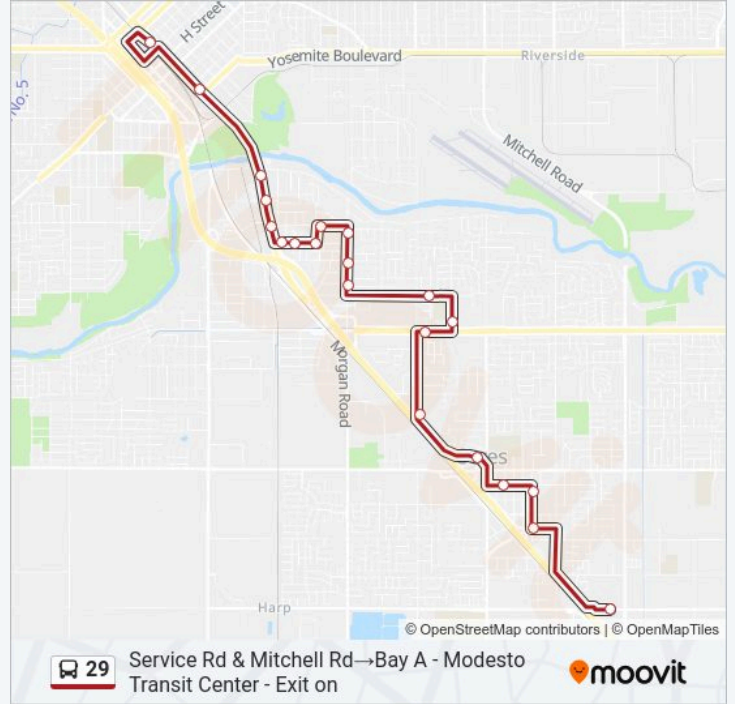 H Street
Yosemite Boulevard
Riverside
No. 5
Mitchell Road
Morgan Road
Harp
© OpenStreetMap contributors | © OpenMapTiles
29
Service Rd & Mitchell Rd→Bay A - Modesto
Transit Center - Exit on
moovit